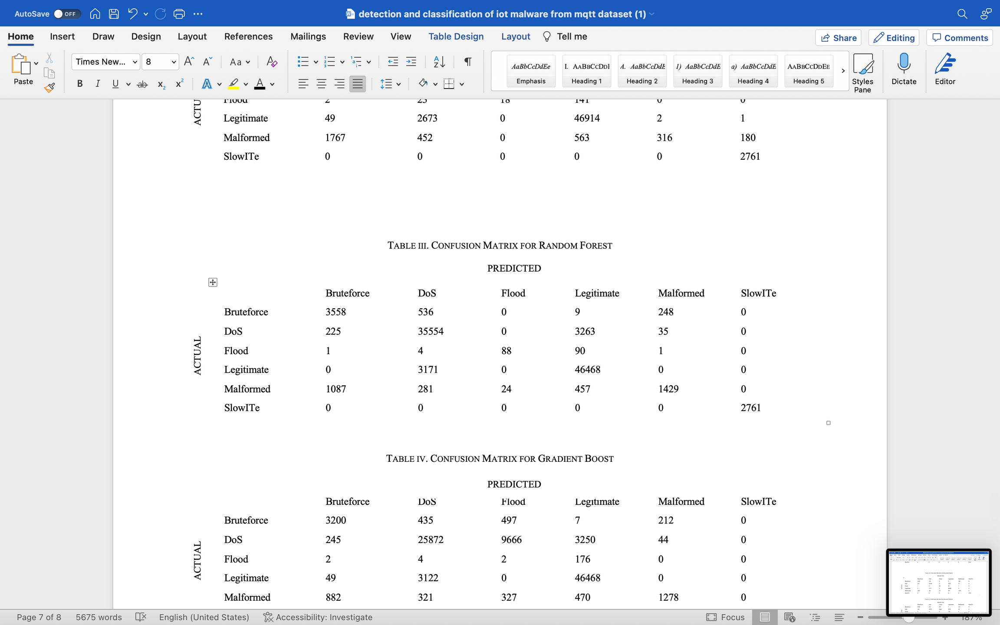 AutoSave OFF detection and classification of iot malware from mqtt dataset (1)
Home Insert Draw Design Layout References Mailings Review View Table Design Layout Tell me Share Editing Comments
Paste Times New... 8 Aa
B I U ab x2 x2 A A
AaBbCcDdEe I. AABBCCDDI A. AaBbCcDdE 1) AaBbCcDdE a) AaBbCcDdE AABBCCDDEE
Emphasis Heading 1 Heading 2 Heading 3 Heading 4 Heading 5 Styles Pane Dictate Editor
ACTU
Flood 2 23 18 141 0 0
Legitimate 49 2673 0 46914 2 1
Malformed 1767 452 0 563 316 180
SlowITe 0 0 0 0 0 2761
TABLE III. CONFUSION MATRIX FOR RANDOM FOREST
PREDICTED
Bruteforce DoS Flood Legitimate Malformed SlowITe
Bruteforce 3558 536 0 9 248 0
DoS 225 35554 0 3263 35 0
ACTUAL
Flood 1 4 88 90 1 0
Legitimate 0 3171 0 46468 0 0
Malformed 1087 281 24 457 1429 0
SlowITe 0 0 0 0 0 2761
TABLE IV. CONFUSION MATRIX FOR GRADIENT BOOST
PREDICTED
Bruteforce DoS Flood Legitimate Malformed SlowITe
Bruteforce 3200 435 497 7 212 0
DoS 245 25872 9666 3250 44 0
ACTUAL
Flood 2 4 2 176 0 0
Legitimate 49 3122 0 46468 0 0
Malformed 882 321 327 470 1278 0
Page 7 of 8 5675 words English (United States) Accessibility: Investigate Focus 187%